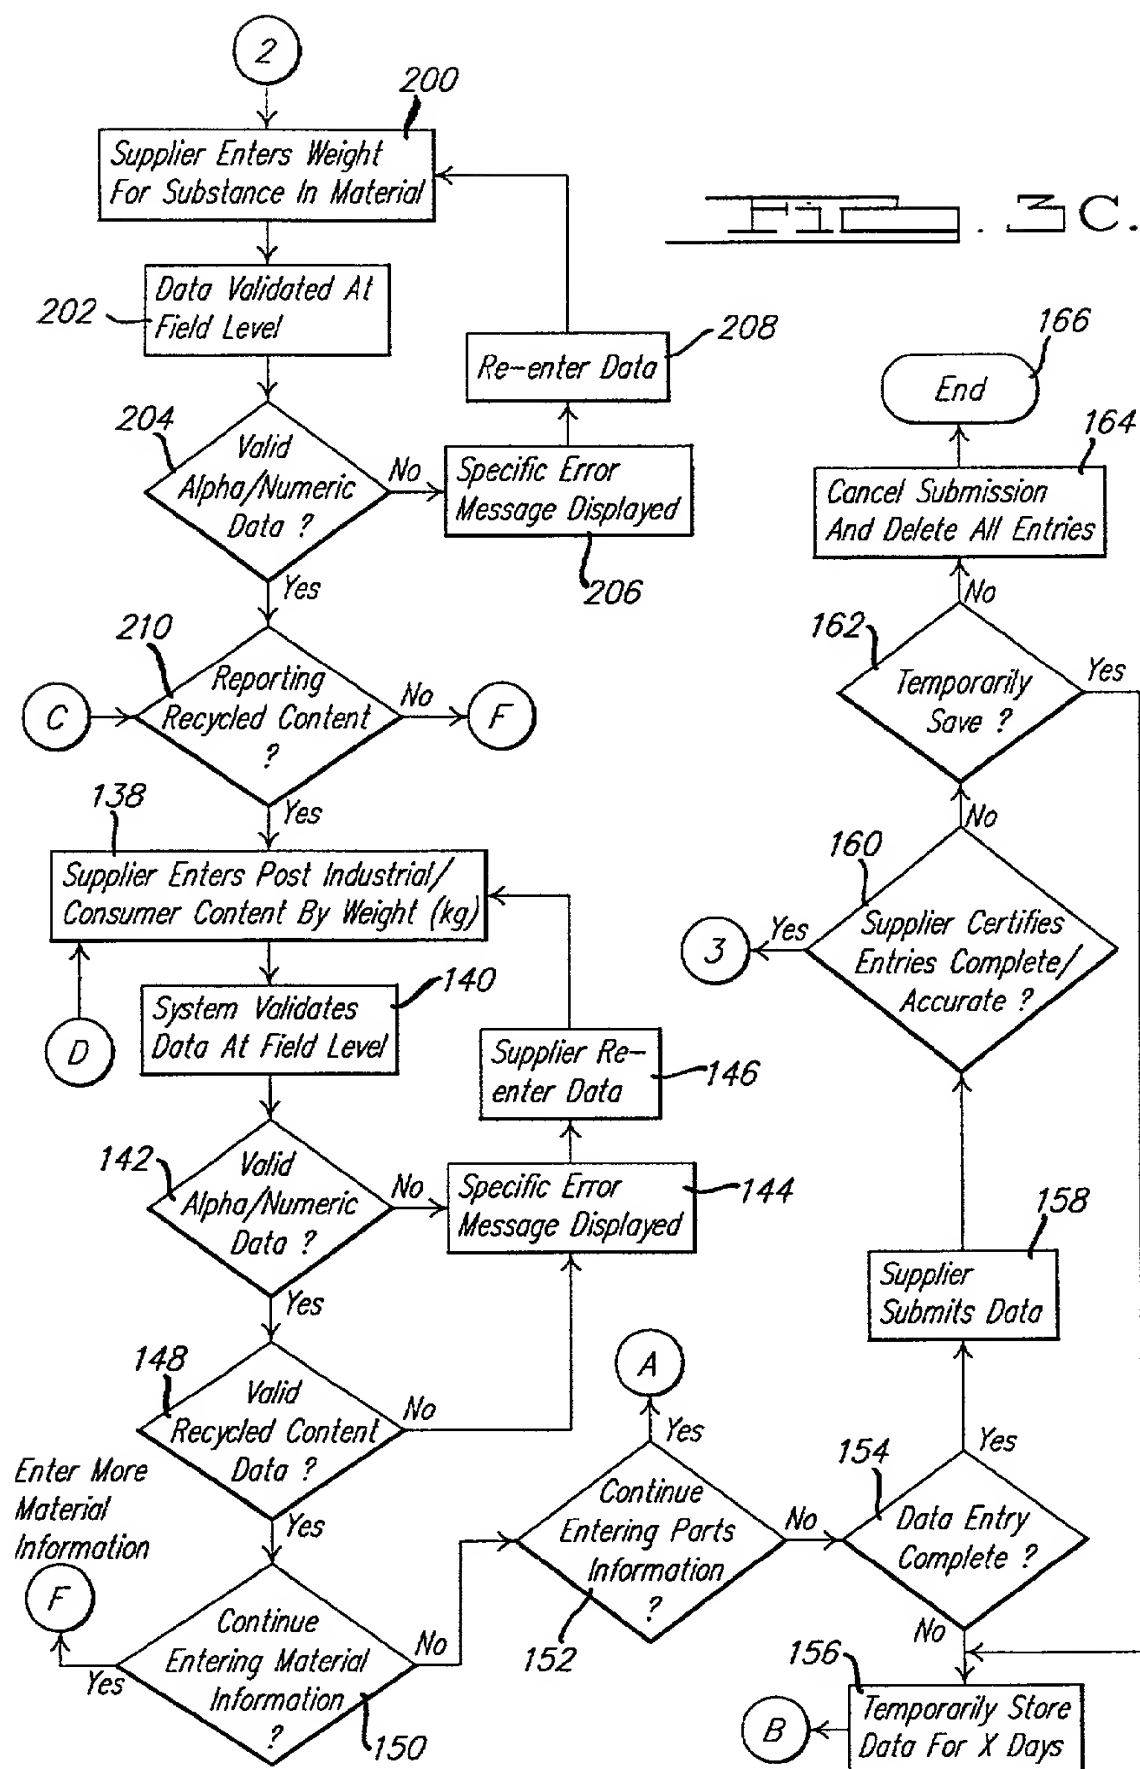 2
200
Supplier Enters Weight
For Substance In Material
FIG. 3C.
202
Data Validated At
Field Level
208
Re-enter Data
166
End
204
Valid
Alpha/Numeric
Data ?
No
Specific Error
Message Displayed
206
164
Cancel Submission
And Delete All Entries
Yes
No
210
Reporting
Recycled Content
?
C
No
F
162
Temporarily
Save ?
Yes
Yes
No
138
Supplier Enters Post Industrial/
Consumer Content By Weight (kg)
160
Supplier Certifies
Entries Complete/
Accurate ?
Yes
3
D
140
System Validates
Data At Field Level
Supplier Re-
enter Data
146
142
Valid
Alpha/Numeric
Data ?
No
Specific Error
Message Displayed
144
158
Supplier
Submits Data
Yes
148
Valid
Recycled Content
Data ?
No
A
Yes
Yes
Enter More
Material
Information
F
Yes
Yes
Continue
Entering Material
Information
?
150
No
Continue
Entering Parts
Information
?
152
No
154
Data Entry
Complete ?
No
156
Temporarily Store
Data For X Days
B